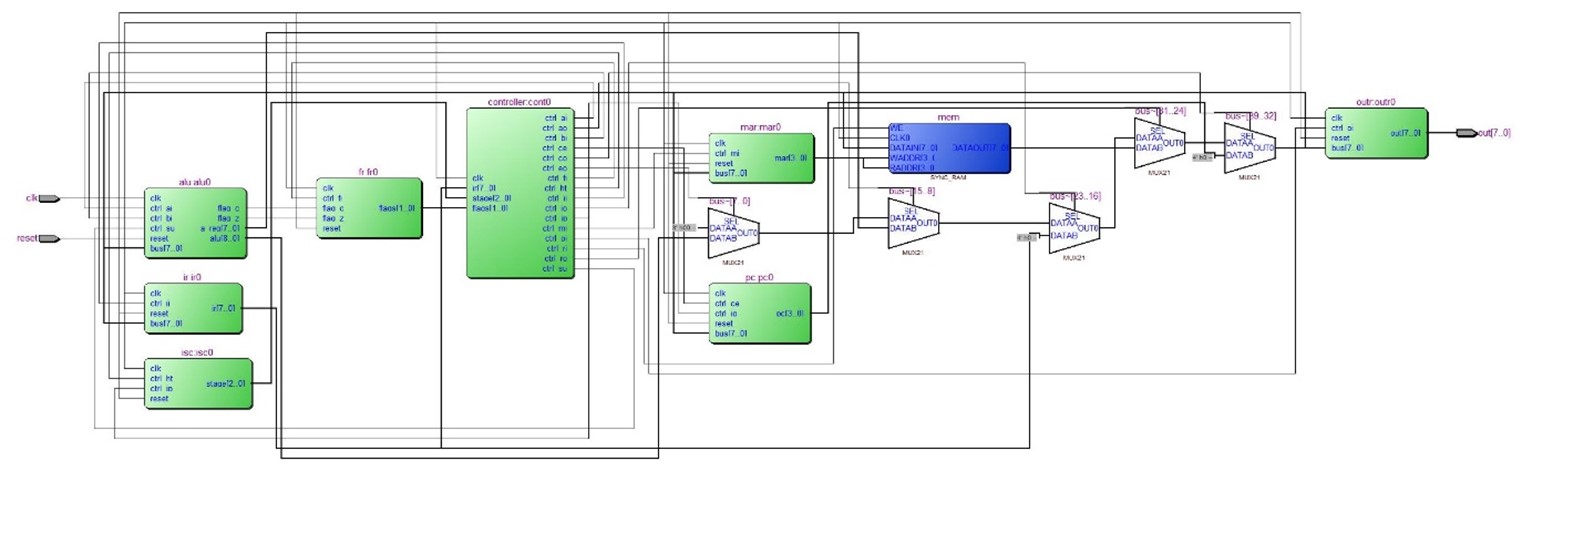 clk
reset
alu:alu0
clk
ctrl_ai
ctrl_bi
ctrl_su
reset
bus[7..0]
flag_c
flag_z
a_reg[7..0]
alu[8..0]
ir:ir0
clk
ctrl_ii
reset
bus[7..0]
ir[7..0]
isc:isc0
clk
ctrl_ht
ctrl_io
reset
stage[2..0]
fr:fr0
clk
ctrl_fi
flag_c
flag_z
reset
flags[1..0]
controller:cont0
clk
ir[7..0]
stage[2..0]
flags[1..0]
ctrl_ai
ctrl_ao
ctrl_bi
ctrl_ce
ctrl_co
ctrl_eo
ctrl_fi
ctrl_ht
ctrl_ii
ctrl_io
ctrl_mi
ctrl_oi
ctrl_ri
ctrl_ro
ctrl_su
mar:mar0
clk
ctrl_mi
reset
bus[7..0]
mar[3..0]
bus~[7..0]
SEL
DATAA
DATAB
OUT0
MUX21
pc:pc0
clk
ctrl_ce
reset
bus[7..0]
pc[3..0]
mem
WE
CLK0
DATAIN[7..0]
WADDR[3..0]
RADDR[3..0]
DATAOUT[7..0]
SYNC_RAM
bus~[15..8]
SEL
DATAA
DATAB
OUT0
MUX21
bus~[23..16]
SEL
DATAA
DATAB
OUT0
MUX21
bus~[31..24]
SEL
DATAA
DATAB
OUT0
MUX21
bus~[39..32]
SEL
DATAA
DATAB
OUT0
MUX21
outr:outr0
clk
ctrl_oi
reset
bus[7..0]
out[7..0]
out[7..0]